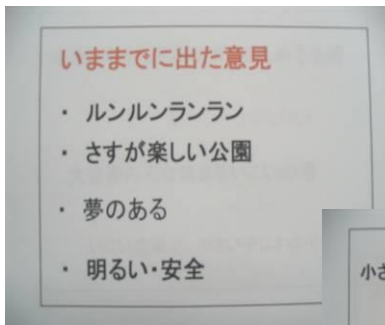 いままでに出た意見
・ ルンルンランラン
・ さすが楽しい公園
・ 夢のある
・ 明るい・安全
小さ